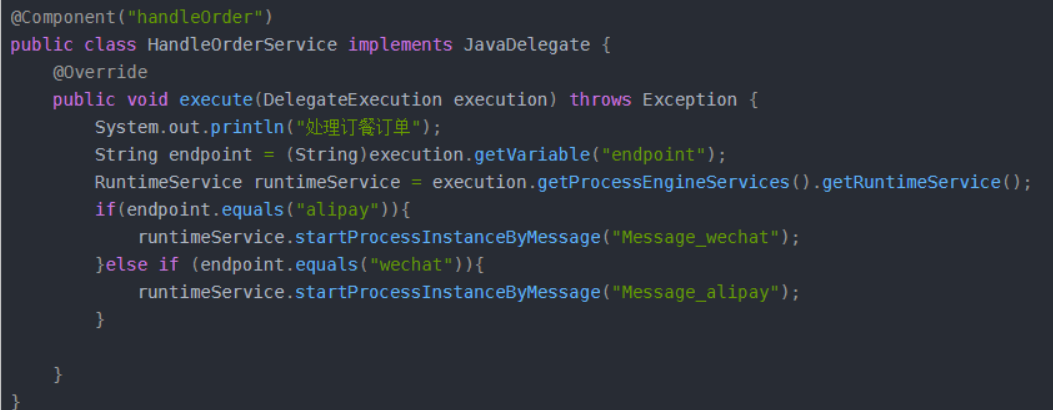 @Component("handleOrder")
public class HandleOrderService implements JavaDelegate {
    @Override
    public void execute(DelegateExecution execution) throws Exception {
        System.out.println("处理订餐订单");
        String endpoint = (String)execution.getVariable("endpoint");
        RuntimeService runtimeService = execution.getProcessEngineServices().getRuntimeService();
        if(endpoint.equals("alipay")){
            runtimeService.startProcessInstanceByMessage("Message_wechat");
        }else if (endpoint.equals("wechat")){
            runtimeService.startProcessInstanceByMessage("Message_alipay");
        }
    }
}